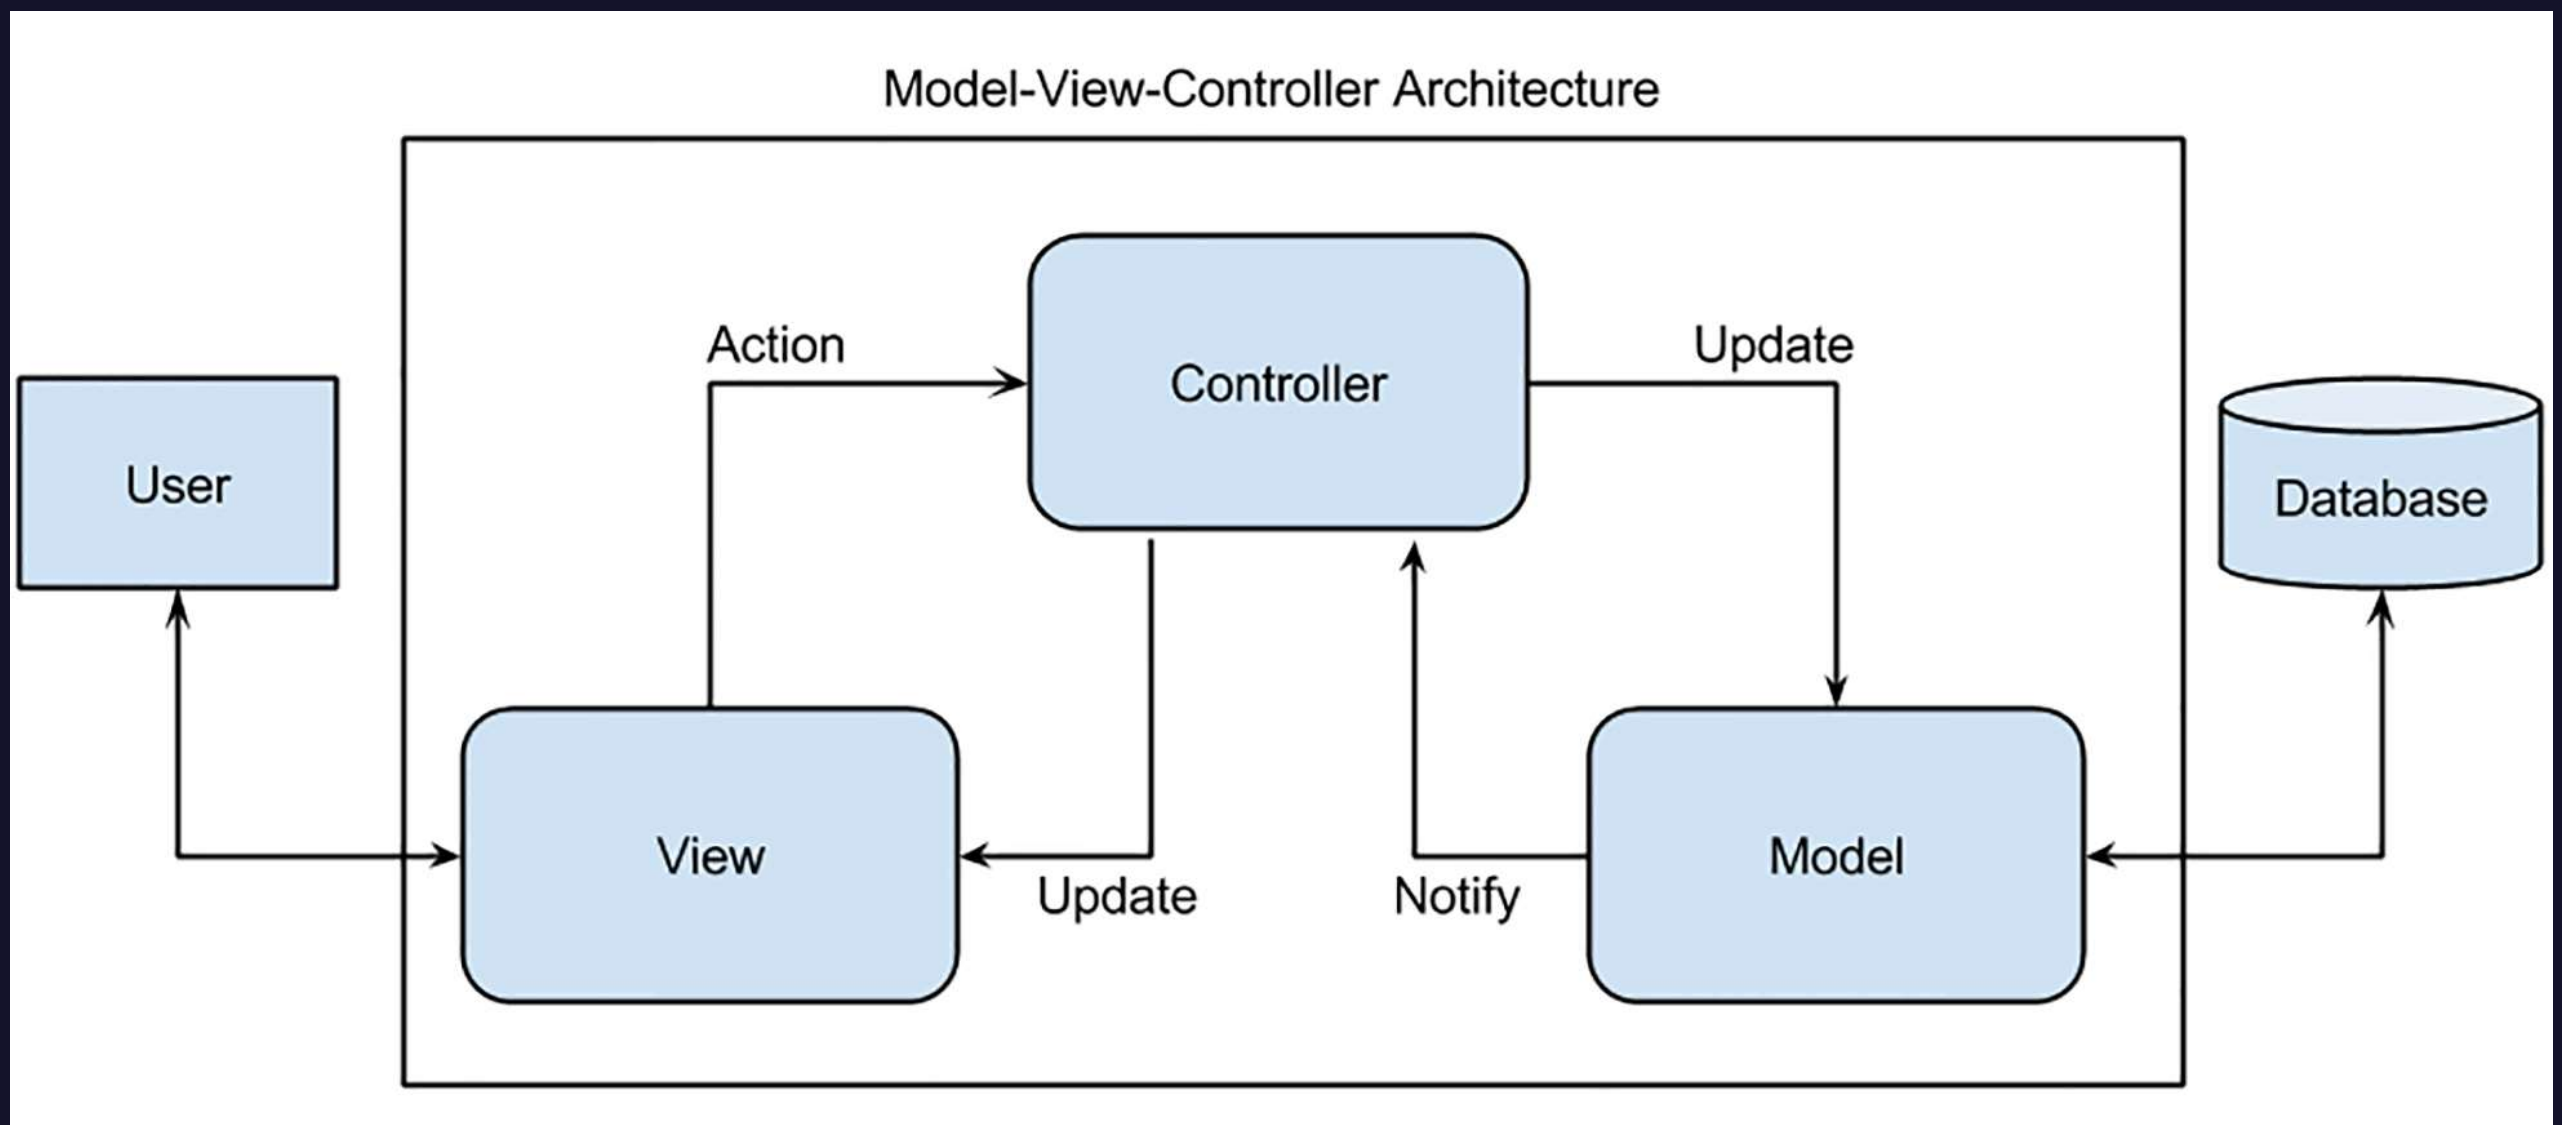 Model-View-Controller Architecture
Action
Controller
Update
User
Database
View
Update
Notify
Model